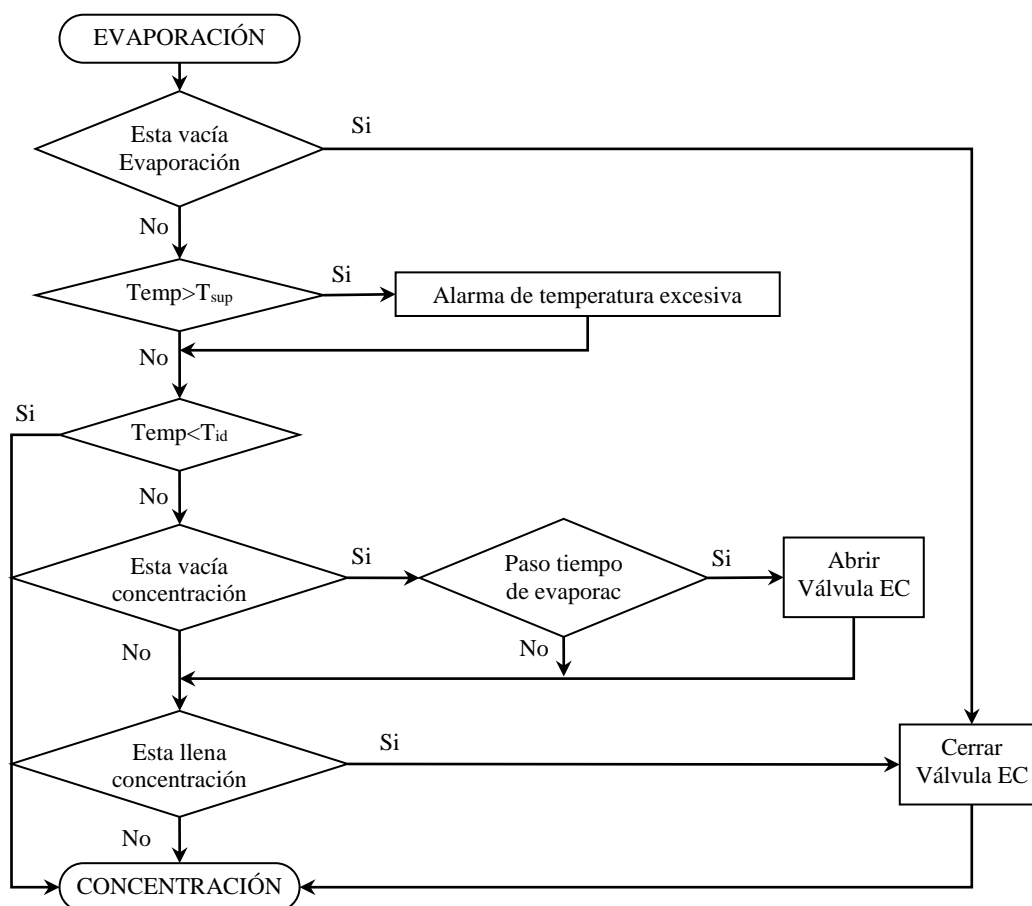 EVAPORACIÓN
Esta vacía
Evaporación
Si
No
Temp>Tsup
Si
Alarma de temperatura excesiva
No
Si
Temp<Tid
No
Esta vacía
concentración
Si
Paso tiempo
de evaporac
Si
Abrir
Válvula EC
No
No
Esta llena
concentración
Si
Cerrar
Válvula EC
No
CONCENTRACIÓN